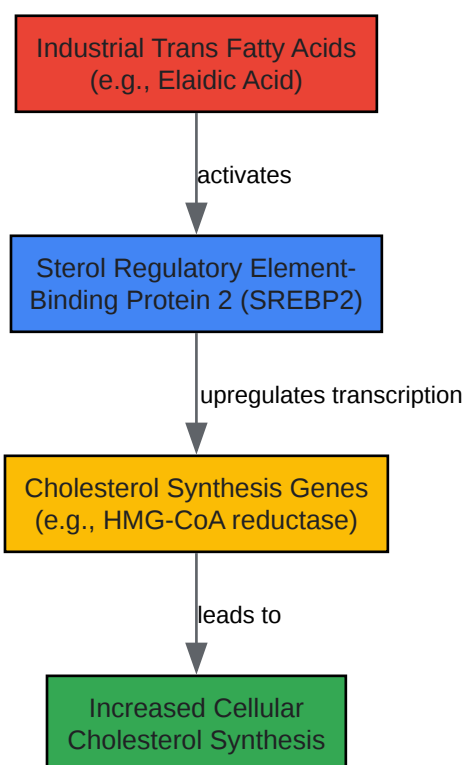 Industrial Trans Fatty Acids
(e.g., Elaidic Acid)
activates
Sterol Regulatory Element-
Binding Protein 2 (SREBP2)
upregulates transcription
Cholesterol Synthesis Genes
(e.g., HMG-CoA reductase)
leads to
Increased Cellular
Cholesterol Synthesis